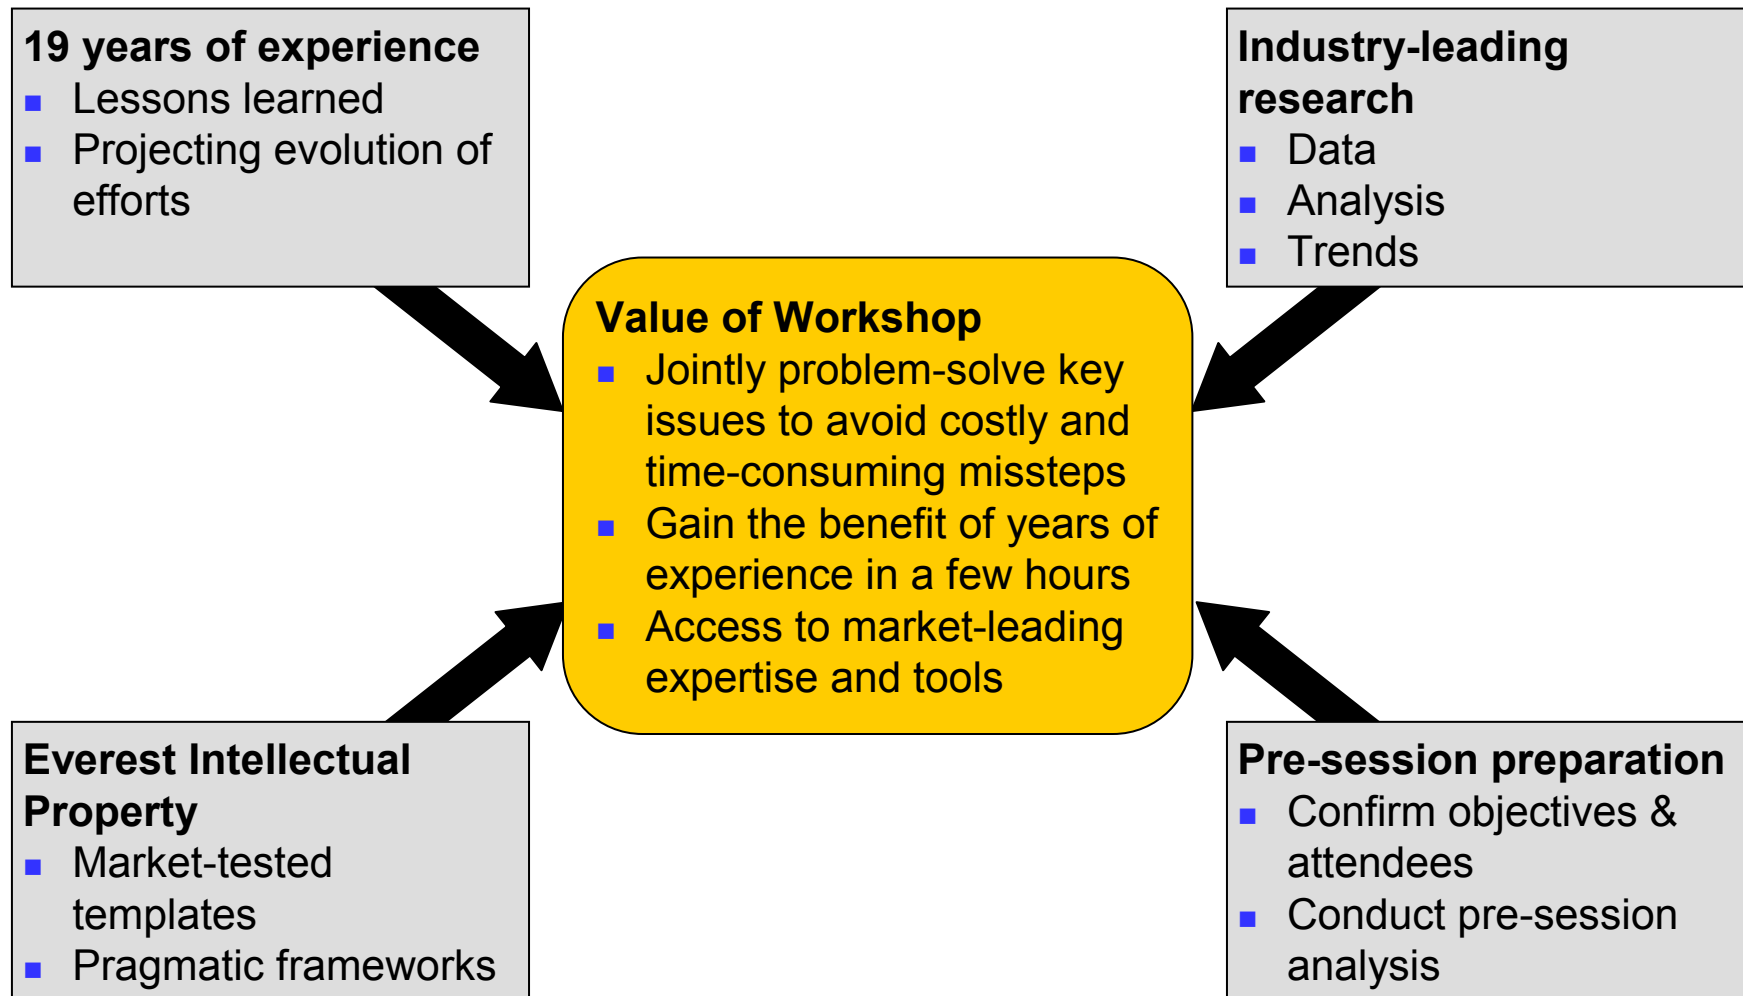 19 years of experience
Lessons learned
Projecting evolution of
efforts
Industry-leading
research
Data
Analysis
Trends
Value of Workshop
Jointly problem-solve key
issues to avoid costly and
time-consuming missteps
Gain the benefit of years of
experience in a few hours
Access to market-leading
expertise and tools
Everest Intellectual
Property
Market-tested
templates
Pragmatic frameworks
Pre-session preparation
Confirm objectives &
attendees
Conduct pre-session
analysis